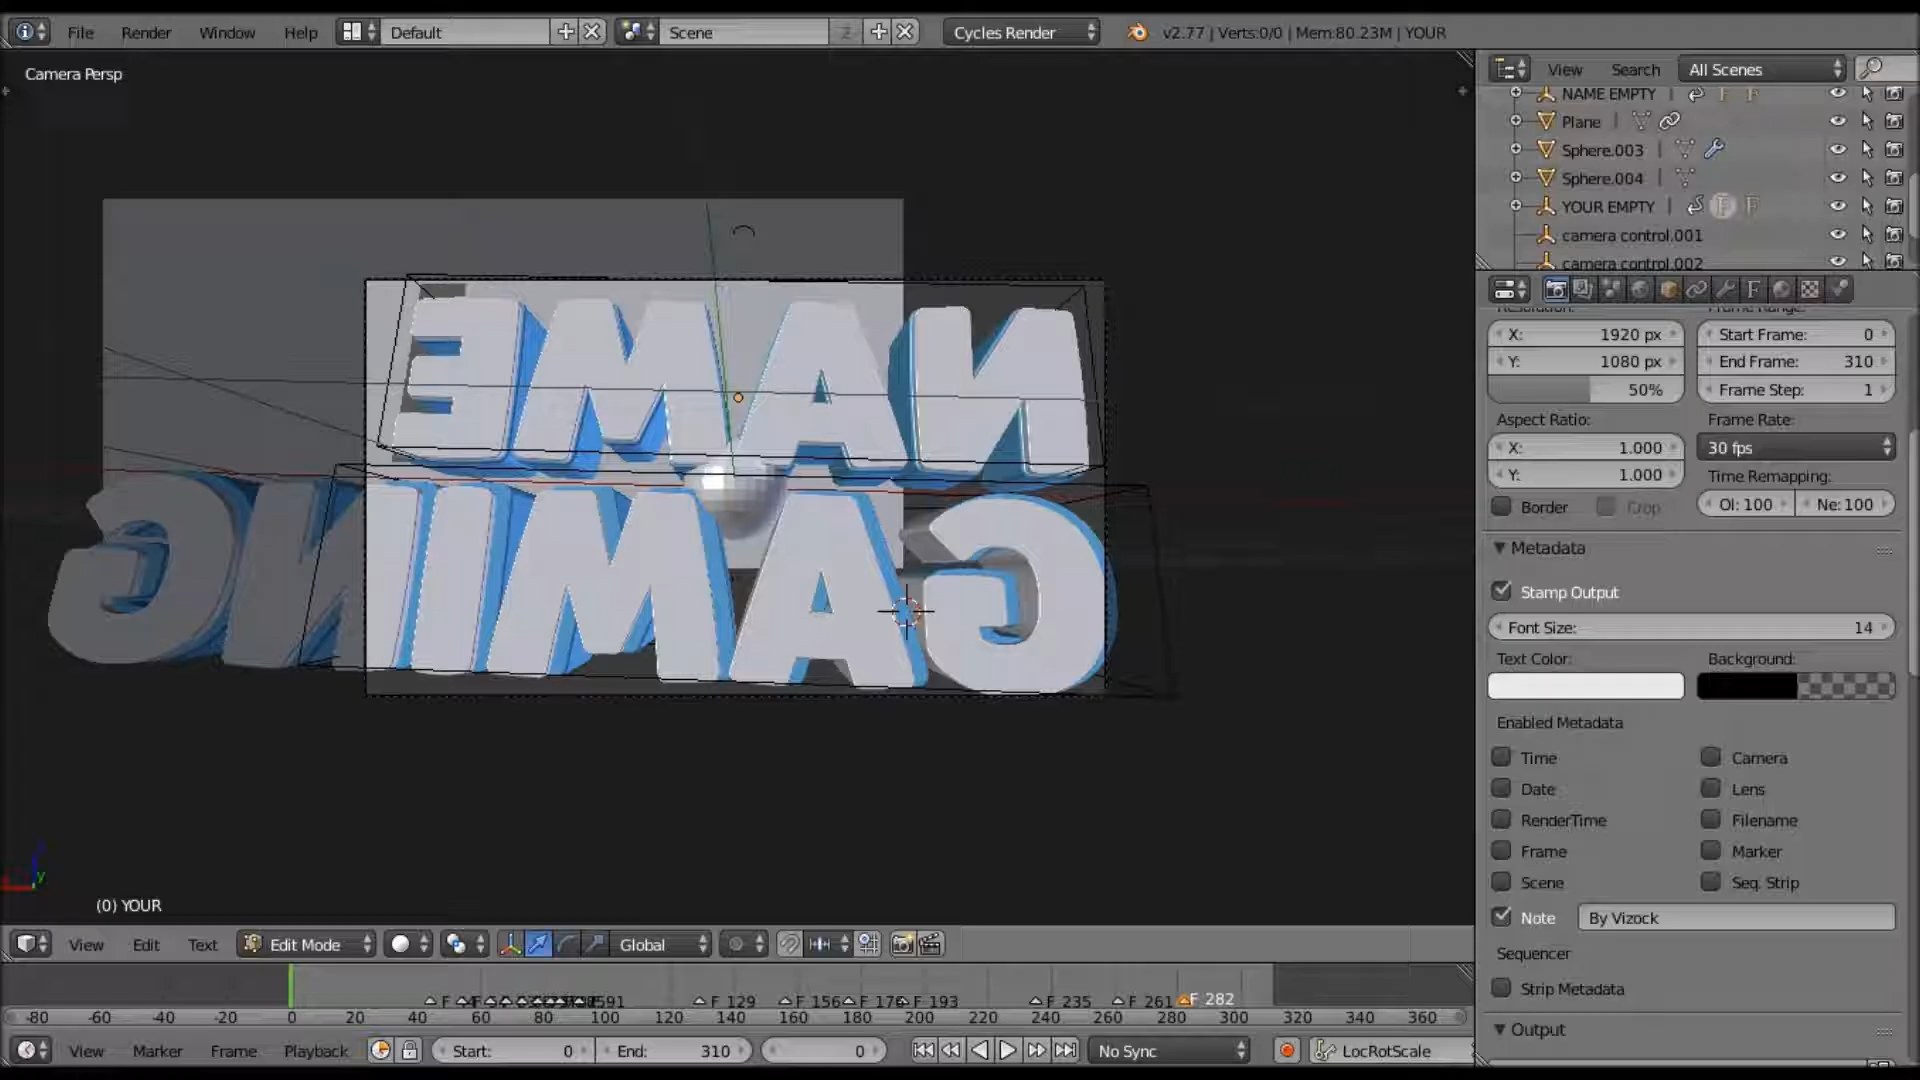 File Render Window Help Default Scene 2 Cycles Render v2.77 | Verts:0/0 | Mem:80.23M | YOUR
Camera Persp
View Search All Scenes
NAME EMPTY
Plane
Sphere.003
Sphere.004
YOUR EMPTY
camera control.001
camera control.002
NAME
GAMING
Resolution: Frame Range:
X: 1920 px Start Frame: 0
Y: 1080 px End Frame: 310
50% Frame Step: 1
Aspect Ratio: Frame Rate:
X: 1.000 30 fps
Y: 1.000 Time Remapping:
Border Crop Ol: 100 Ne: 100
Metadata
Stamp Output
Font Size: 14
Text Color: Background:
Enabled Metadata
Time Camera
Date Lens
RenderTime Filename
Frame Marker
Scene Seq. Strip
Note By Vizock
Sequencer
Strip Metadata
Output
y
(0) YOUR
View Edit Text Edit Mode Global
F 129 F 156 F 176 F 193 F 235 F 261 F 282
-80 -60 -40 -20 0 20 40 60 80 100 120 140 160 180 200 220 240 260 280 300 320 340 360
View Marker Frame Playback Start: 0 End: 310 0 No Sync LocRotScale